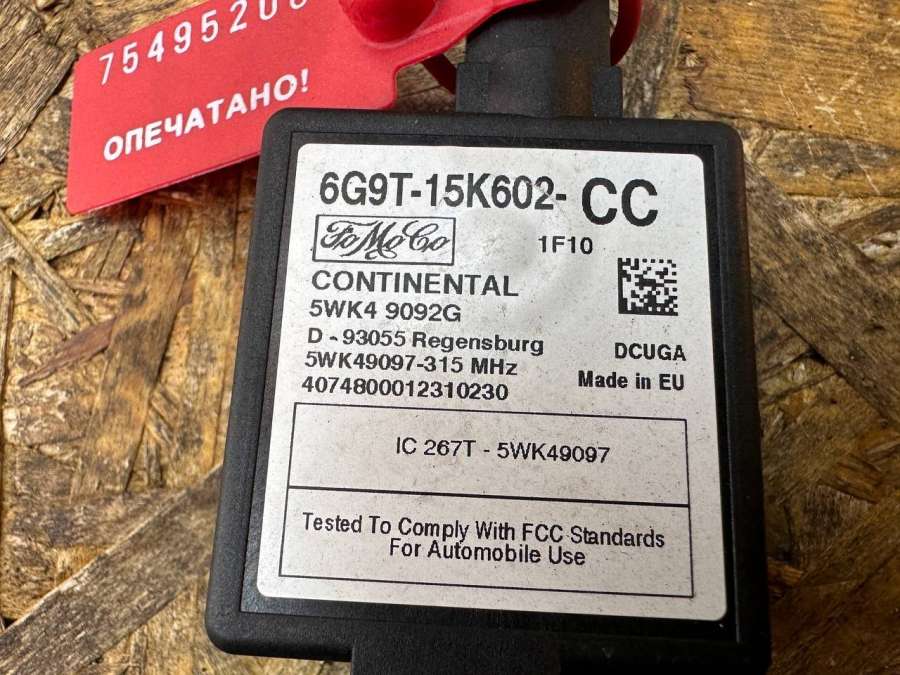 7549520
ОПЕЧАТАНО!
6G9T-15K602- CC
FoMoCo
1F10
CONTINENTAL
5WK4 9092G
D - 93055 Regensburg
5WK49097-315 MHz
4074800012310230
DCUGA
Made in EU
IC 267T - 5WK49097
Tested To Comply With FCC Standards
For Automobile Use